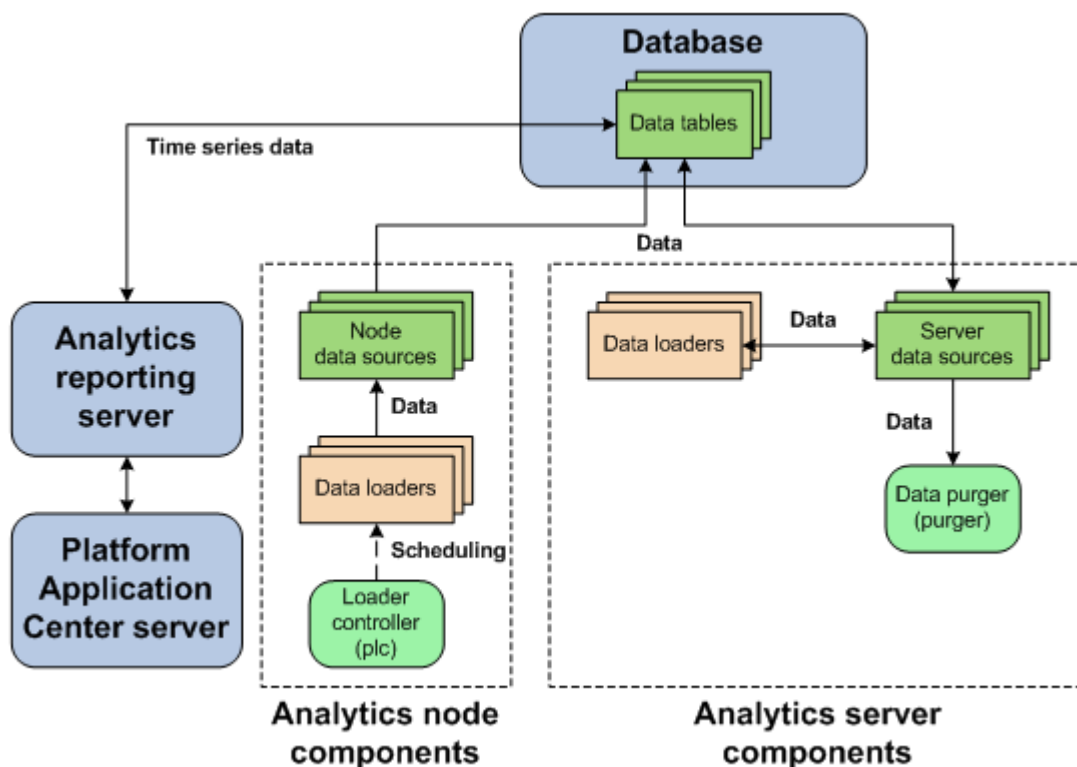 Database
Data tables
Time series data
Data
Analytics
reporting
server
Platform
Application
Center server
Node
data sources
Data
Data loaders
Scheduling
Loader
controller
(plc)
Analytics node
components
Data loaders
Data
Server
data sources
Data
Data purger
(purger)
Analytics server
components